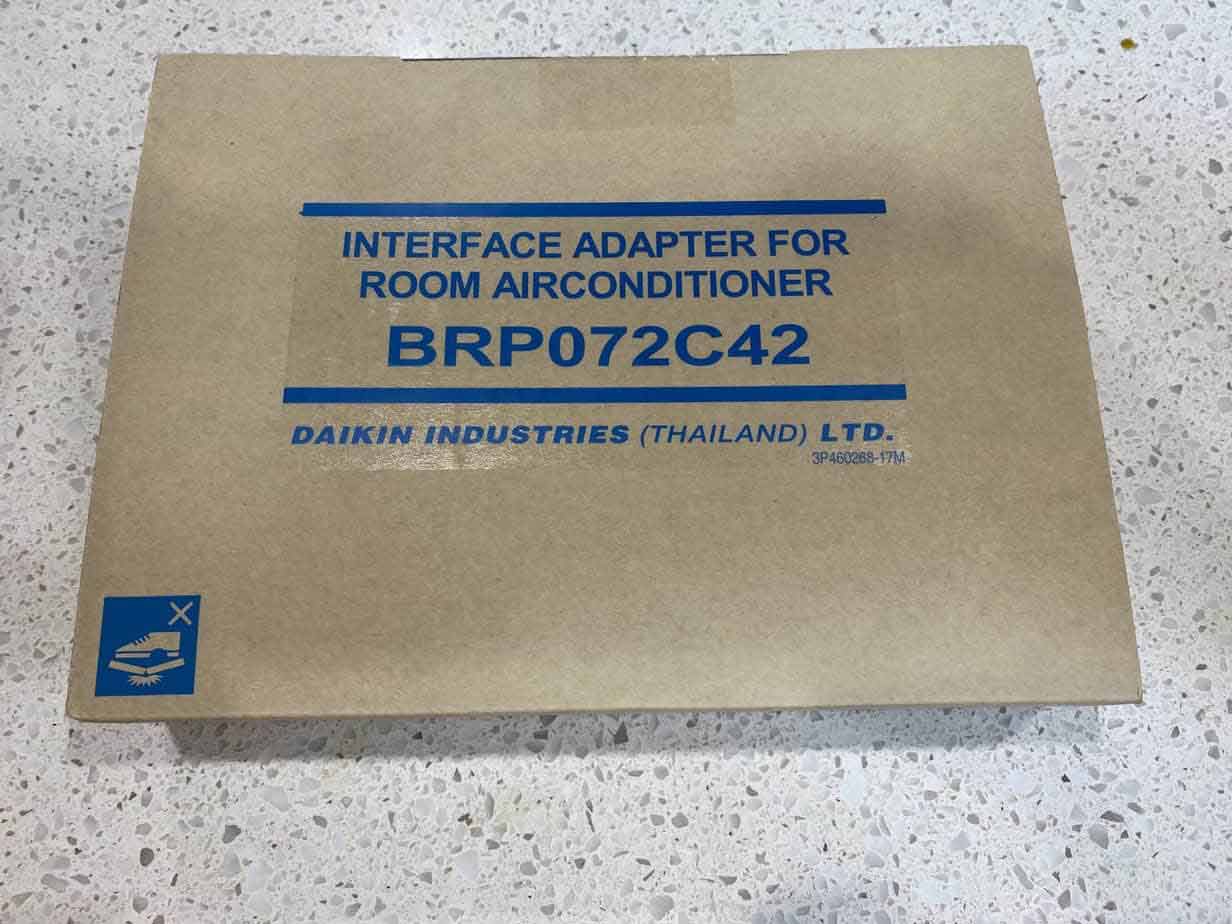 INTERFACE ADAPTER FOR
ROOM AIRCONDITIONER
BRP072C42
DAIKIN INDUSTRIES (THAILAND) LTD.
3P460268-17M